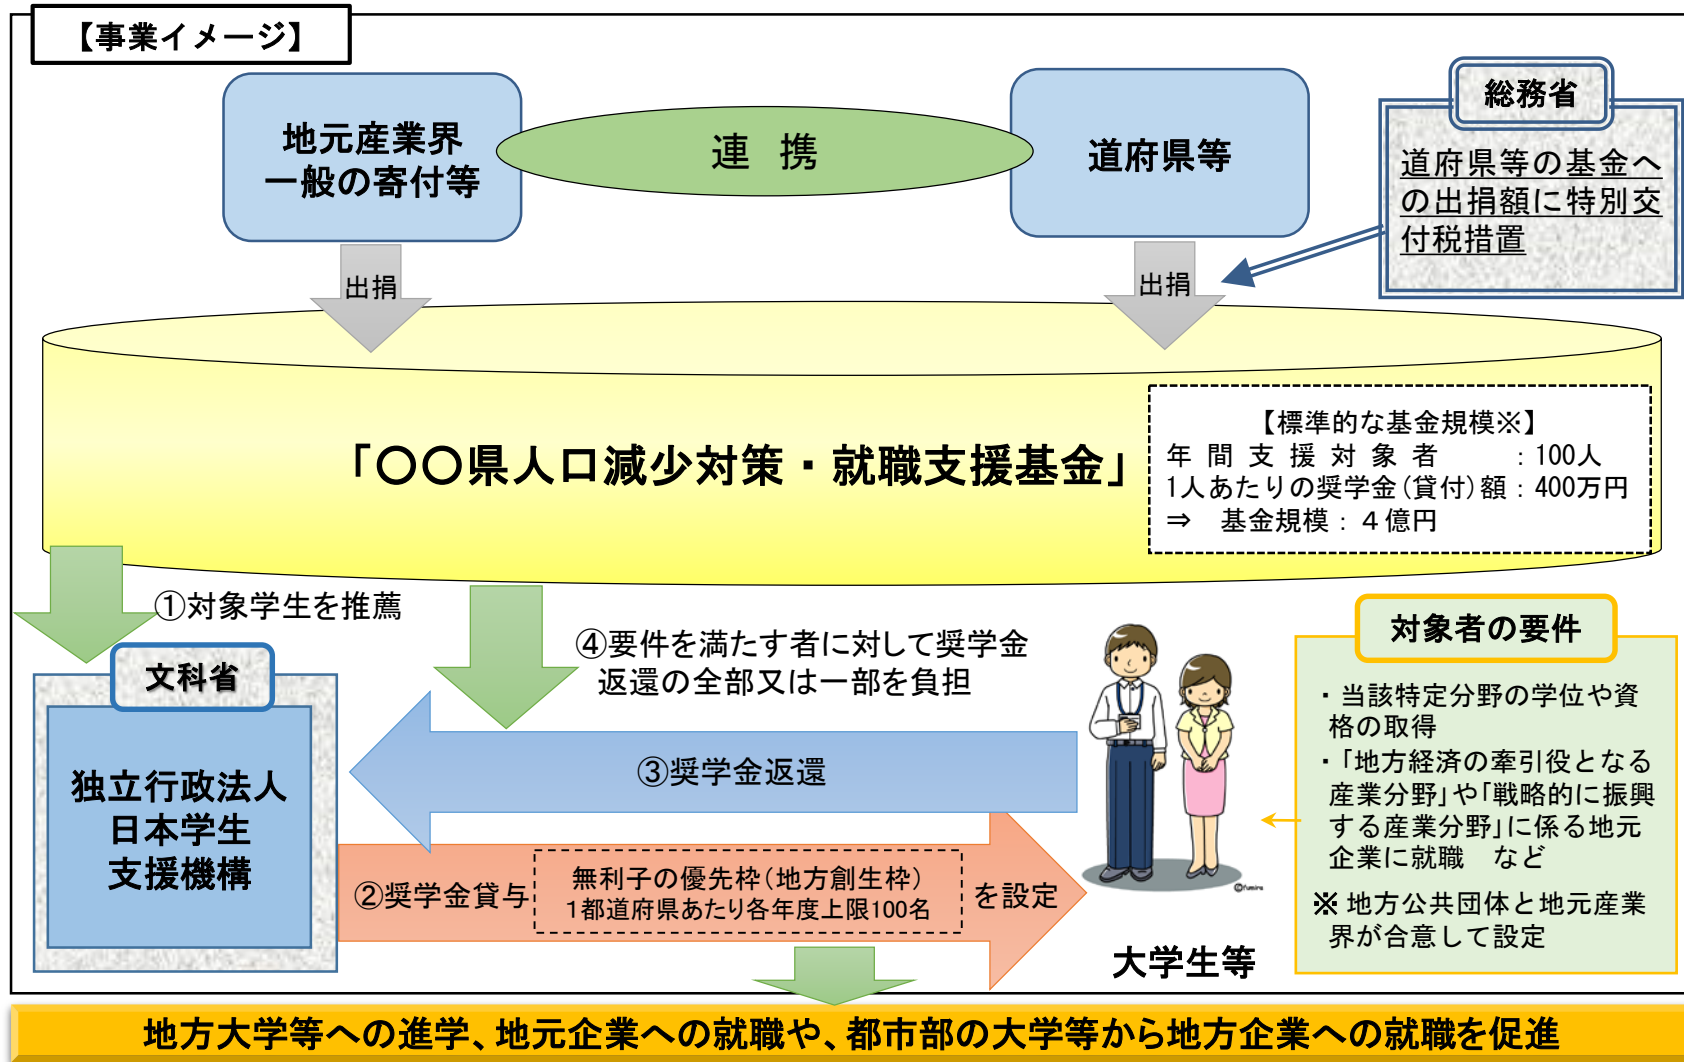 【事業イメージ】
地元産業界
一般の寄付等
連 携
道府県等
総務省
道府県等の基金へ
の出捐額に特別交
付税措置
出捐
出捐
「〇〇県人口減少対策・就職支援基金」
【標準的な基金規模※】
年 間 支 援 対 象 者 ：100人
1人あたりの奨学金(貸付)額：400万円
⇒ 基金規模：４億円
①対象学生を推薦
④要件を満たす者に対して奨学金
返還の全部又は一部を負担
文科省
独立行政法人
日本学生
支援機構
③奨学金返還
②奨学金貸与
無利子の優先枠(地方創生枠)
1都道府県あたり各年度上限100名
を設定
©fumira
大学生等
対象者の要件
・当該特定分野の学位や資
格の取得
・「地方経済の牽引役となる
産業分野」や「戦略的に振興
する産業分野」に係る地元
企業に就職 など
※ 地方公共団体と地元産業
界が合意して設定
地方大学等への進学、地元企業への就職や、都市部の大学等から地方企業への就職を促進